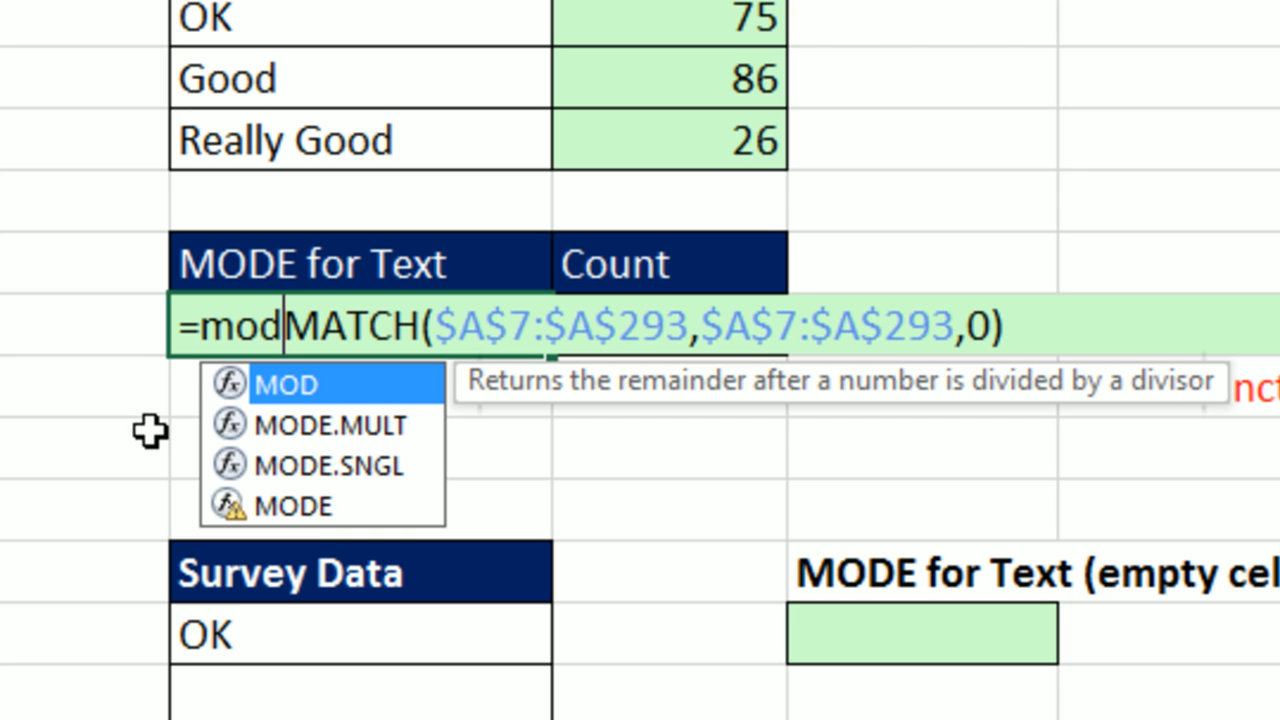 OK 75
Good 86
Really Good 26
MODE for Text Count
=modMATCH($A$7:$A$293,$A$7:$A$293,0)
MOD Returns the remainder after a number is divided by a divisor
MODE.MULT
MODE.SNGL
MODE
Survey Data MODE for Text (empty
OK